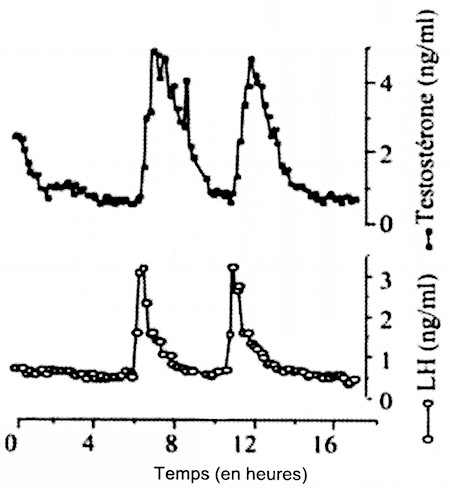 4
2
0
Testostérone (ng/ml)
3
2
1
0
LH (ng/ml)
0 4 8 12 16
Temps (en heures)